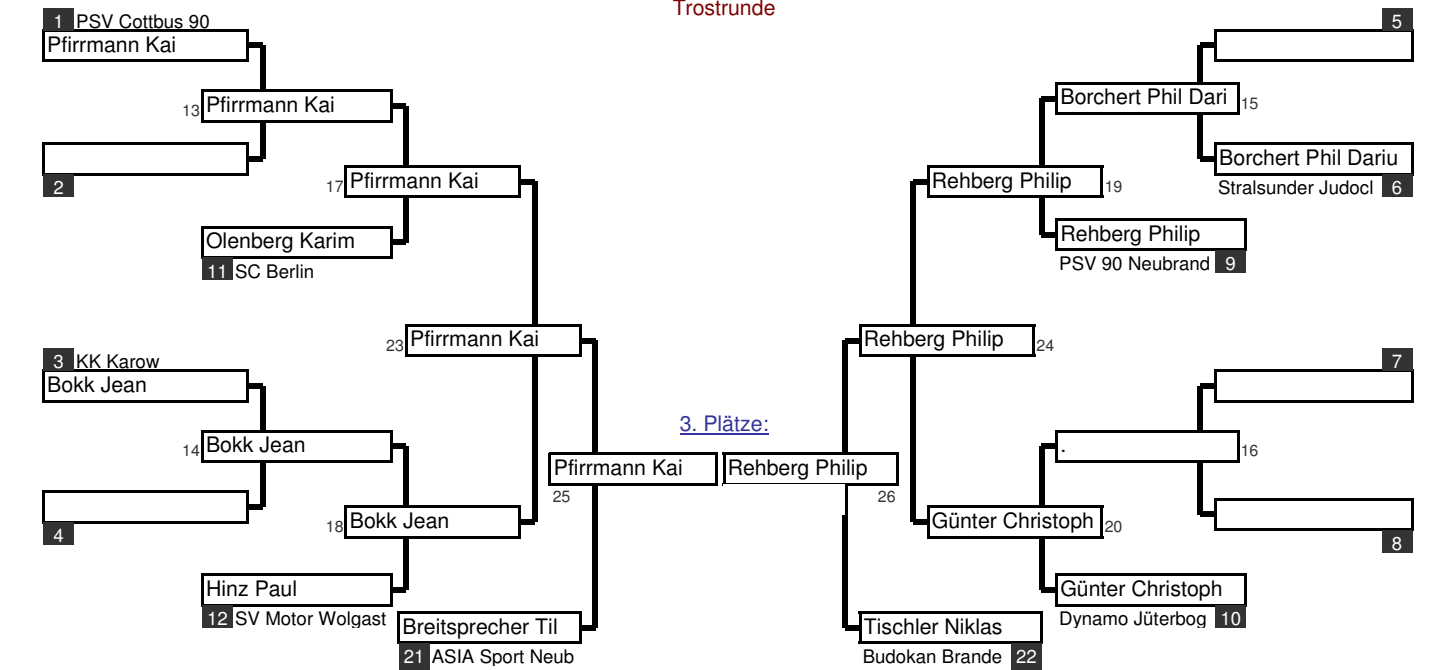 Trostrunde
1 PSV Cottbus 90
Pfirrmann Kai
13 Pfirrmann Kai
2
17 Pfirrmann Kai
Olenberg Karim
11 SC Berlin
23 Pfirrmann Kai
3 KK Karow
Bokk Jean
14 Bokk Jean
4
18 Bokk Jean
Hinz Paul
12 SV Motor Wolgast
Breitsprecher Til
21 ASIA Sport Neub
3. Plätze:
Pfirrmann Kai
25
Rehberg Philip
26
5
Borchert Phil Dari 15
Borchert Phil Dariu
Stralsunder Judocl 6
Rehberg Philip 19
Rehberg Philip
PSV 90 Neubrand 9
Rehberg Philip 24
7
. 16
8
Günter Christoph 20
Günter Christoph
Dynamo Jüterbog 10
Tischler Niklas
Budokan Brande 22